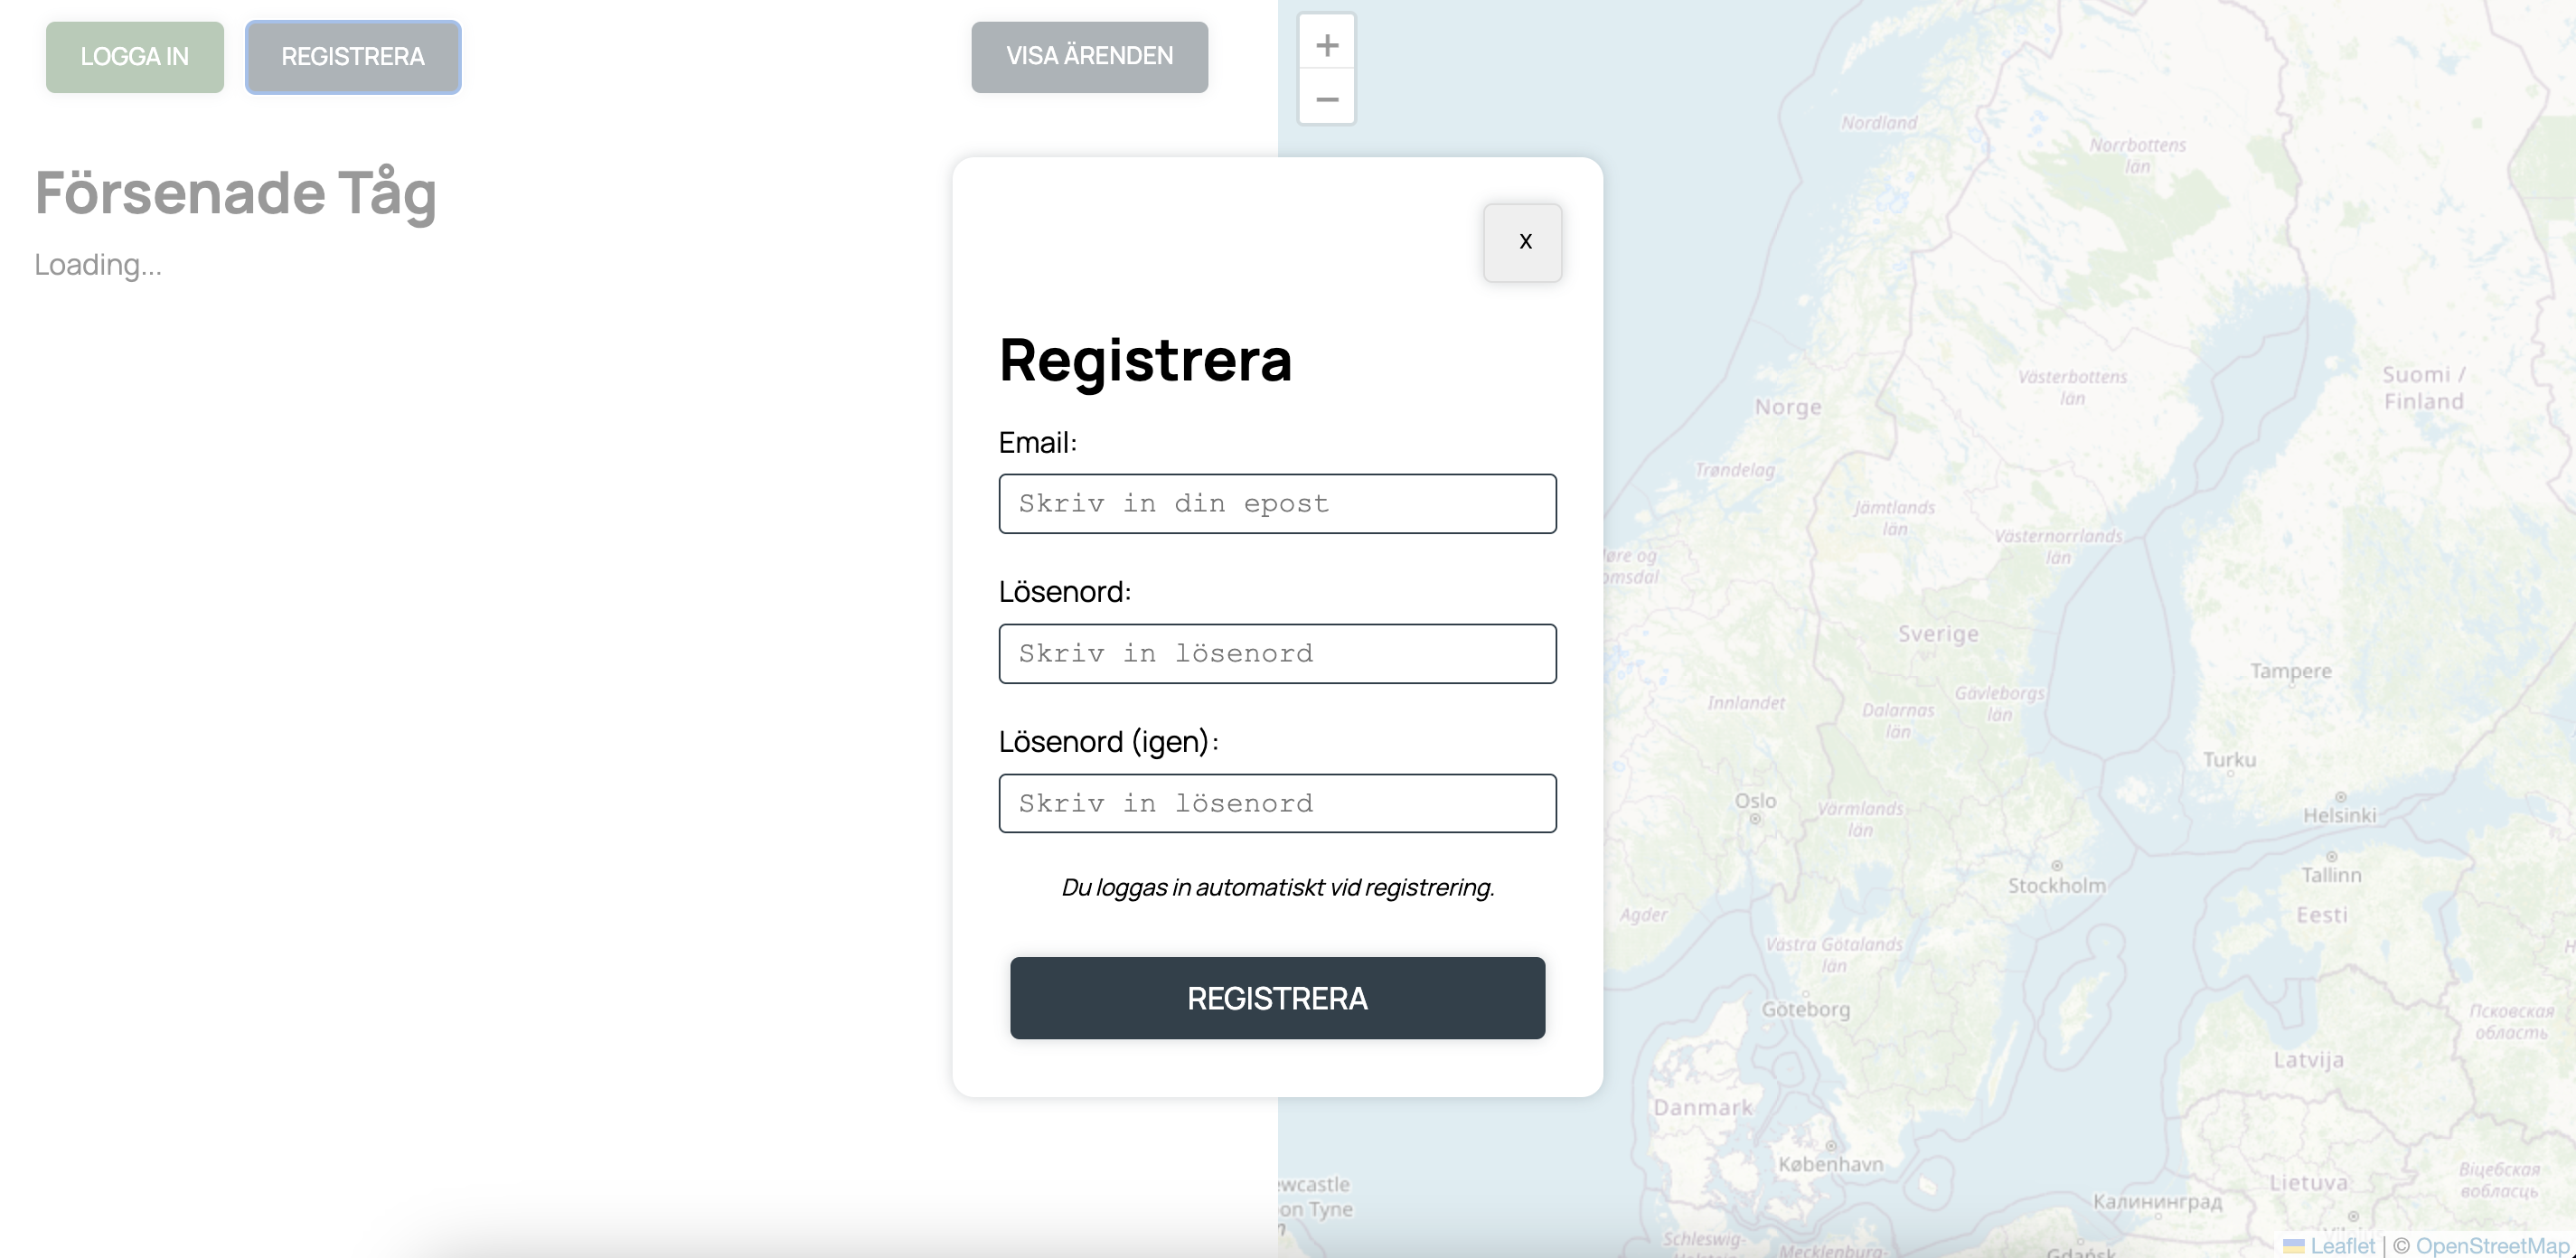 LOGGA IN
REGISTRERA
VISA ÄRENDEN
Försenade Tåg
Loading...
x
Registrera
Email:
Skriv in din epost
Lösenord:
Skriv in lösenord
Lösenord (igen):
Skriv in lösenord
Du loggas in automatiskt vid registrering.
REGISTRERA
+
−
Nordland
Norrbottens
län
Västerbottens
län
Suomi /
Finland
Norge
Trøndelag
Jämtlands
län
Västernorrlands
län
øre og
omsdal
Sverige
Tampere
Innlandet
Gävleborgs
län
Dalarnas
län
Turku
Oslo
Värmlands
län
Helsinki
Stockholm
Tallinn
Eesti
Agder
Västra Götalands
län
Göteborg
Псковская
область
Latvija
Danmark
København
Віцебская
вобласць
Lietuva
Калининград
ewcastle
on Tyne
Schleswig-
Mecklenburg-
Gdańsk
Leaflet | © OpenStreetMap